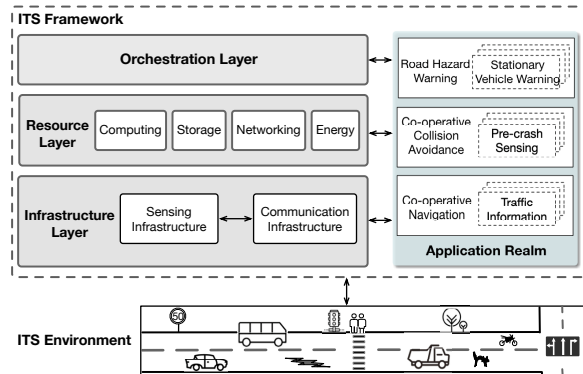 ITS Framework
Orchestration Layer
Resource
Layer
Computing
Storage
Networking
Energy
Infrastructure
Layer
Sensing
Infrastructure
Communication
Infrastructure
Road Hazard
Warning
Stationary
Vehicle Warning
Co-operative
Collision
Avoidance
Pre-crash
Sensing
Co-operative
Navigation
Traffic
Information
Application Realm
ITS Environment
50